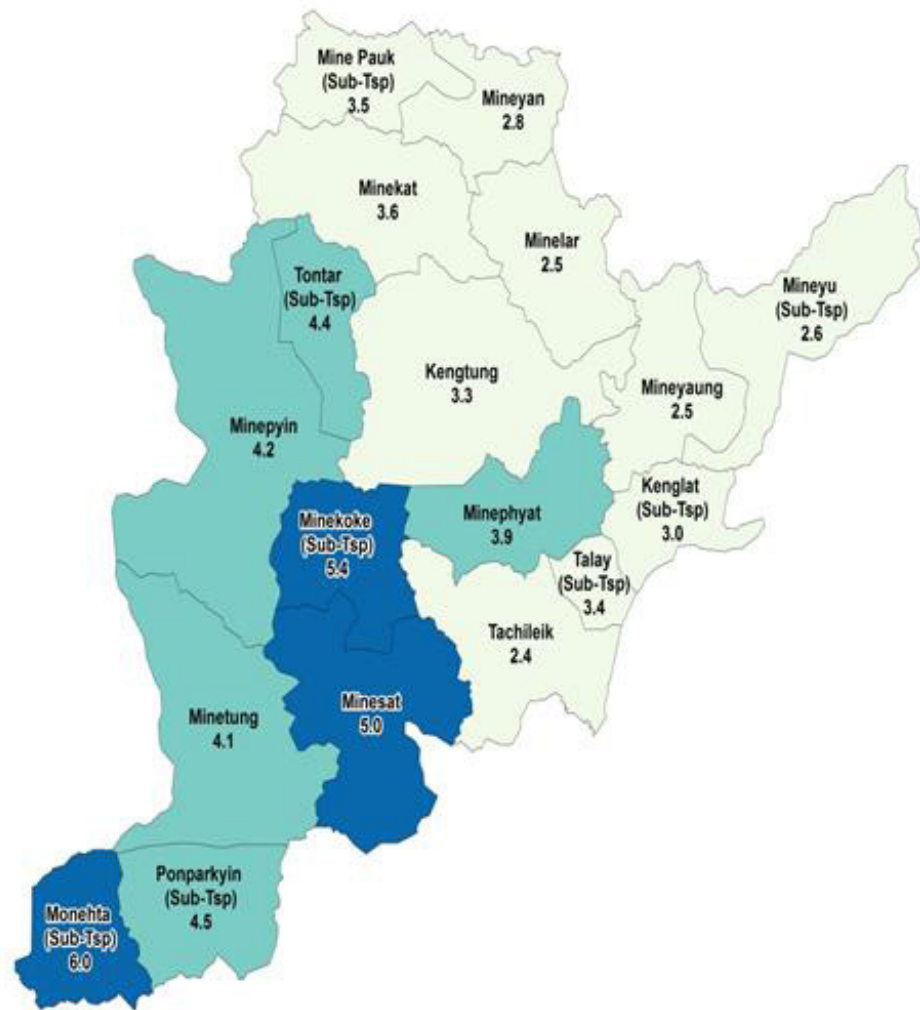 Mine Pauk
(Sub-Tsp)
3.5
Mineyan
2.8
Minekat
3.6
Minelar
2.5
Tontar
(Sub-Tsp)
4.4
Mineyu
(Sub-Tsp)
2.6
Kengtung
3.3
Mineyaung
2.5
Minepyin
4.2
Kenglat
(Sub-Tsp)
3.0
Minekoke
(Sub-Tsp)
5.4
Minephyat
3.9
Talay
(Sub-Tsp)
3.4
Tachileik
2.4
Minesat
5.0
Minetung
4.1
Ponparkyin
(Sub-Tsp)
4.5
Monehta
(Sub-Tsp)
6.0